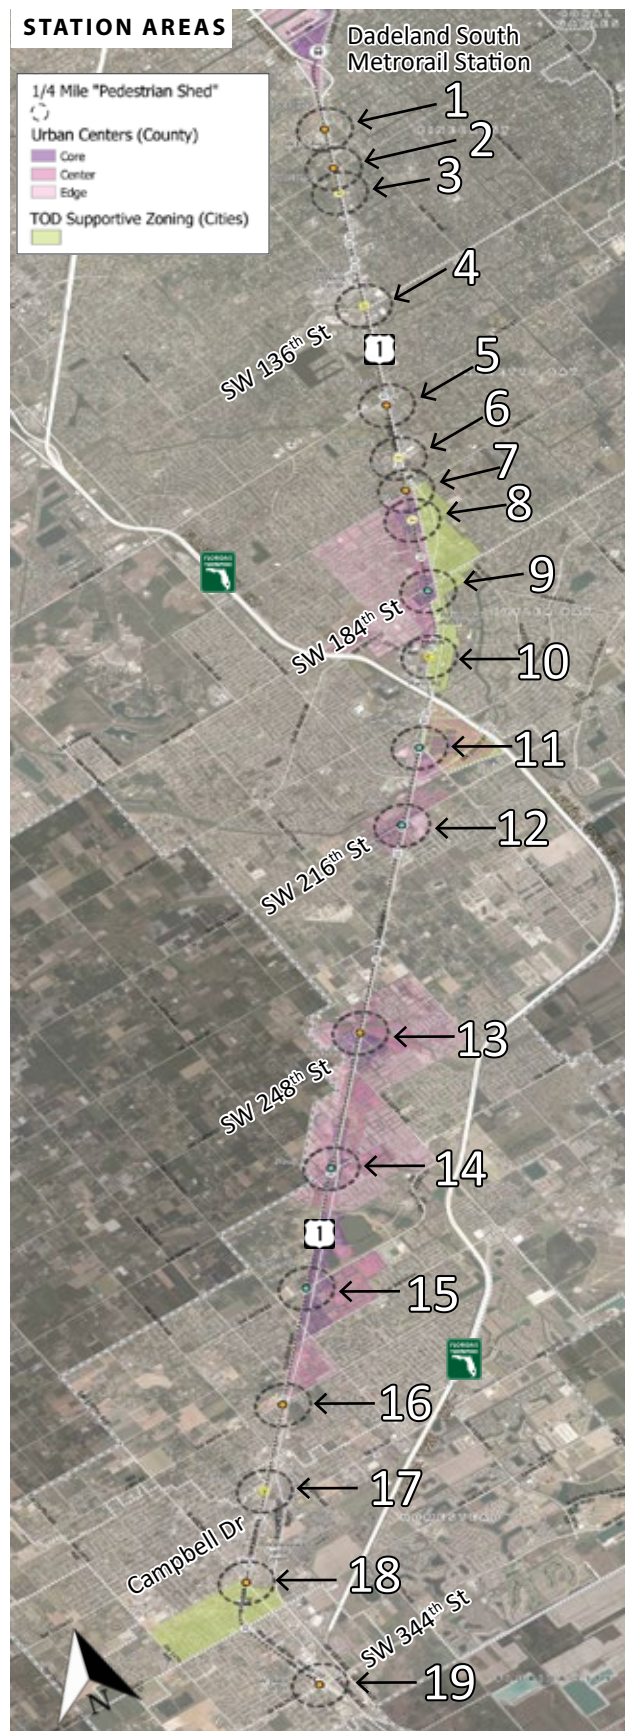 STATION AREAS
Dadeland South
Metrorail Station
1/4 Mile "Pedestrian Shed"
Urban Centers (County)
Core
Center
Edge
TOD Supportive Zoning (Cities)
1
2
3
4
SW 136th St
1
5
6
7
8
9
SW 184th St
10
11
12
SW 216th St
13
SW 248th St
14
1
15
16
17
Campbell Dr
18
SW 344th St
19
N